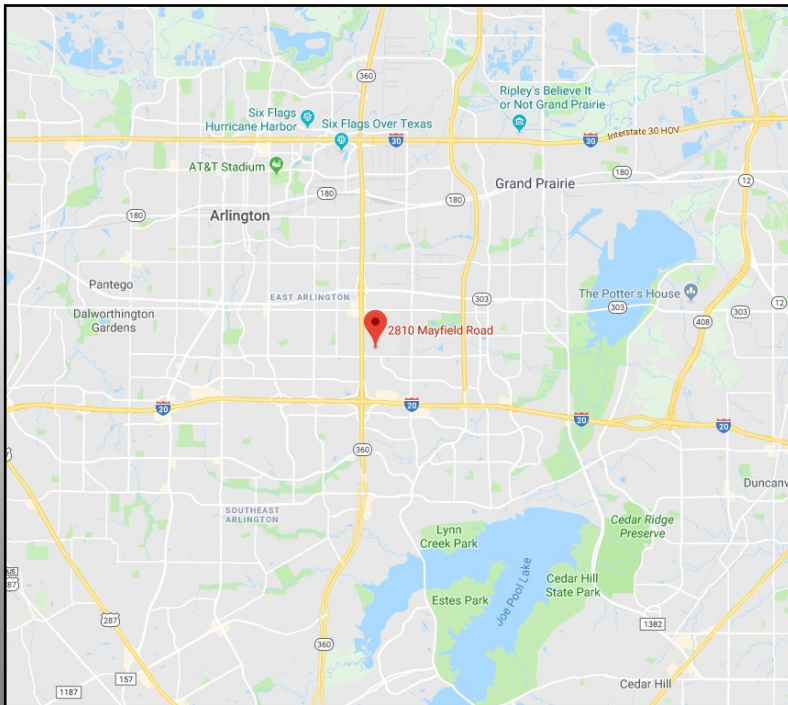 360
Ripley's Believe It
or Not Grand Prairie
Six Flags
Hurricane Harbor
Six Flags Over Texas
30
30
Interstate 30 HOV
AT&T Stadium
180
180
12
Grand Prairie
180
180
Arlington
Pantego
EAST ARLINGTON
303
The Potter's House
303
12
Dalworthington
Gardens
408
303
2810 Mayfield Road
20
20
20
20
360
Duncanv
SOUTHEAST
ARLINGTON
Lynn
Creek Park
Cedar Ridge
Preserve
Joe Pool Lake
Cedar Hill
State Park
Estes Park
287
287
1382
360
157
1187
Cedar Hill